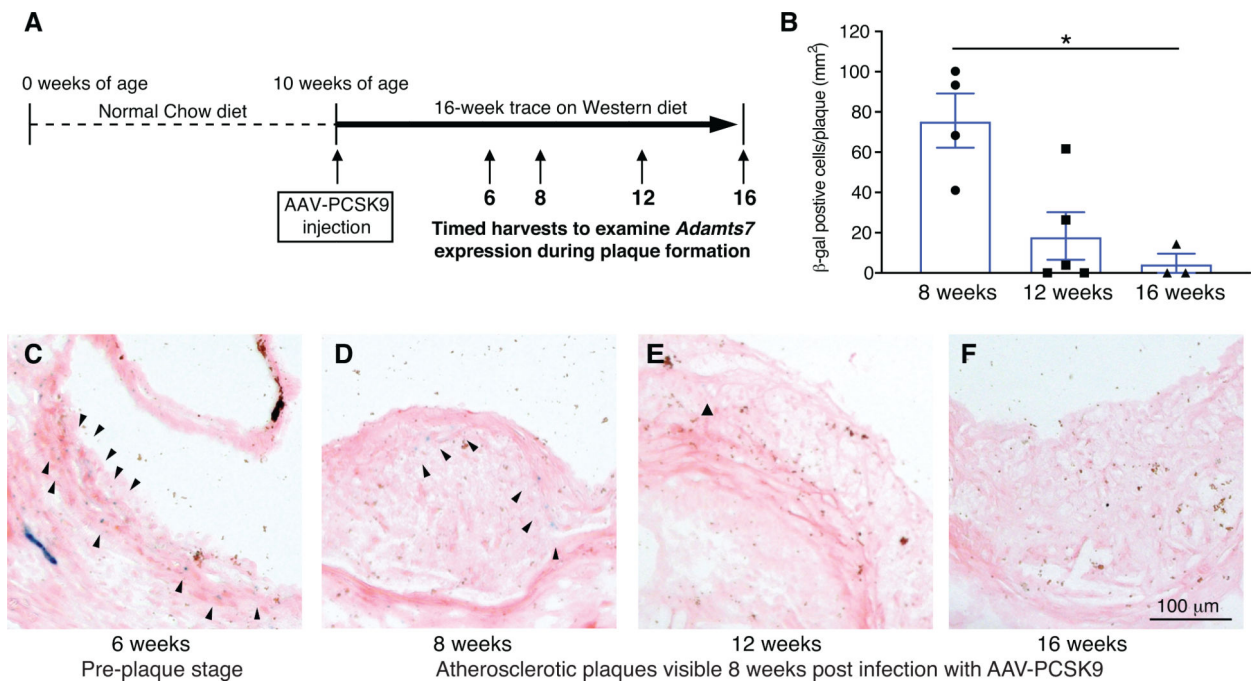 A
0 weeks of age
10 weeks of age
Normal Chow diet
16-week trace on Western diet
AAV-PCSK9
injection
6
8
12
16
Timed harvests to examine Adamts7
expression during plaque formation
B
β-gal postive cells/plaque (mm²)
120
100
80
60
40
20
0
*
8 weeks
12 weeks
16 weeks
C
D
E
F
100 μm
6 weeks
8 weeks
12 weeks
16 weeks
Pre-plaque stage
Atherosclerotic plaques visible 8 weeks post infection with AAV-PCSK9